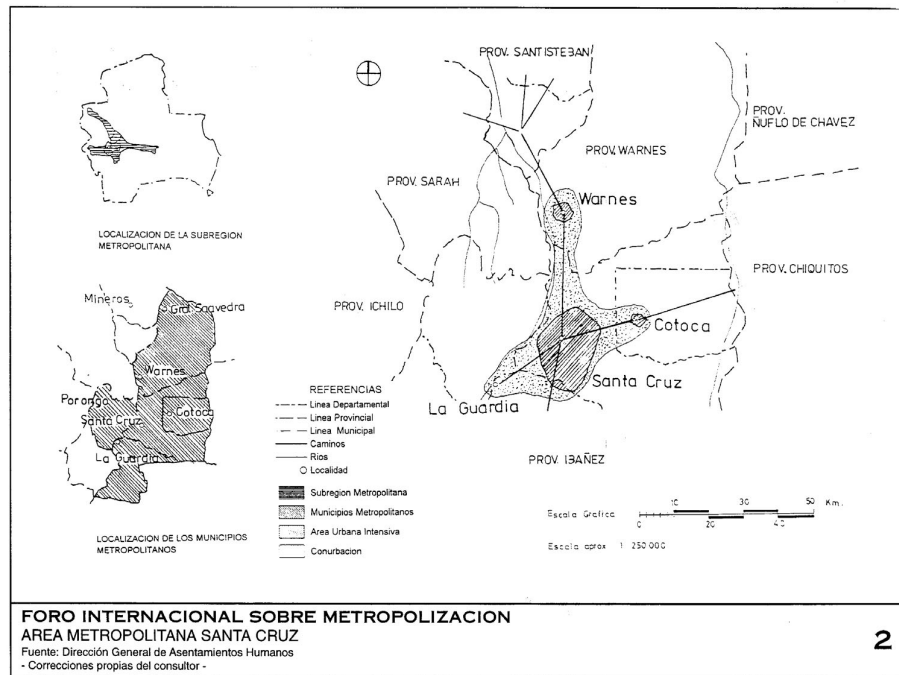 PROV. SANTISTEBAN
PROV.
ÑUFLO DE CHAVEZ
PROV. WARNES
PROV. SARAH
Warnes
LOCALIZACION DE LA SUBREGION
METROPOLITANA
PROV. CHIQUITOS
PROV. ICHILO
Mineros
Gral. Saavedra
Cotoca
Warnes
Poronga
Cotoca
Santa Cruz
La Guardia
Santa Cruz
La Guardia
REFERENCIAS
Linea Departamental
Linea Provincial
Linea Municipal
Caminos
Rios
Localidad
Subregion Metropolitana
Municipios Metropolitanos
Area Urbana Intensiva
Conurbacion
PROV. IBAÑEZ
Escala Grafica
10 30 50 Km.
0 20 40
Escala aprox 1 250.000
LOCALIZACION DE LOS MUNICIPIOS
METROPOLITANOS
FORO INTERNACIONAL SOBRE METROPOLIZACION
AREA METROPOLITANA SANTA CRUZ
Fuente: Dirección General de Asentamientos Humanos
- Correcciones propias del consultor -
2